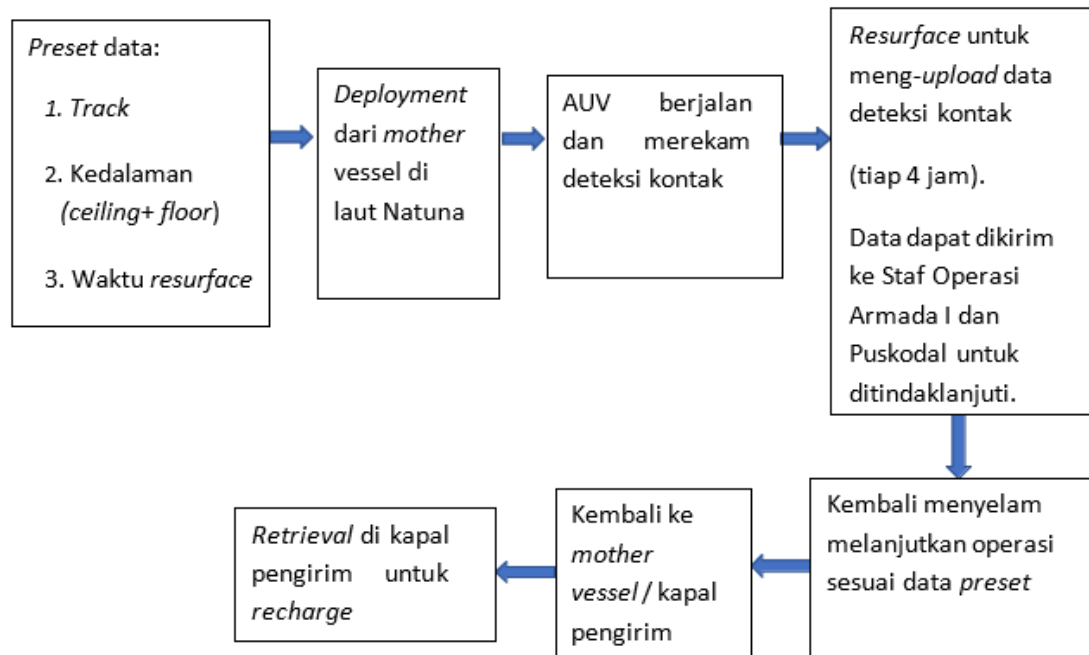 Preset data:
1. Track
2. Kedalaman
(ceiling+ floor)
3. Waktu resurface
Deployment
dari mother
vessel di
laut Natuna
AUV berjalan
dan merekam
deteksi kontak
Resurface untuk
meng-upload data
deteksi kontak
(tiap 4 jam).
Data dapat dikirim
ke Staf Operasi
Armada I dan
Puskodal untuk
ditindaklanjuti.
Kembali menyelam
melanjutkan operasi
sesuai data preset
Kembali ke
mother
vessel / kapal
pengirim
Retrieval di kapal
pengirim untuk
recharge